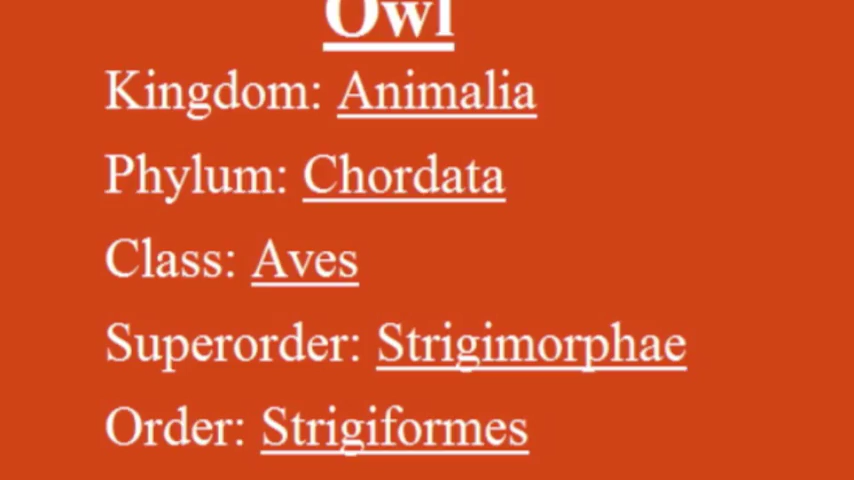 Owl
Kingdom: Animalia
Phylum: Chordata
Class: Aves
Superorder: Strigimorphae
Order: Strigiformes